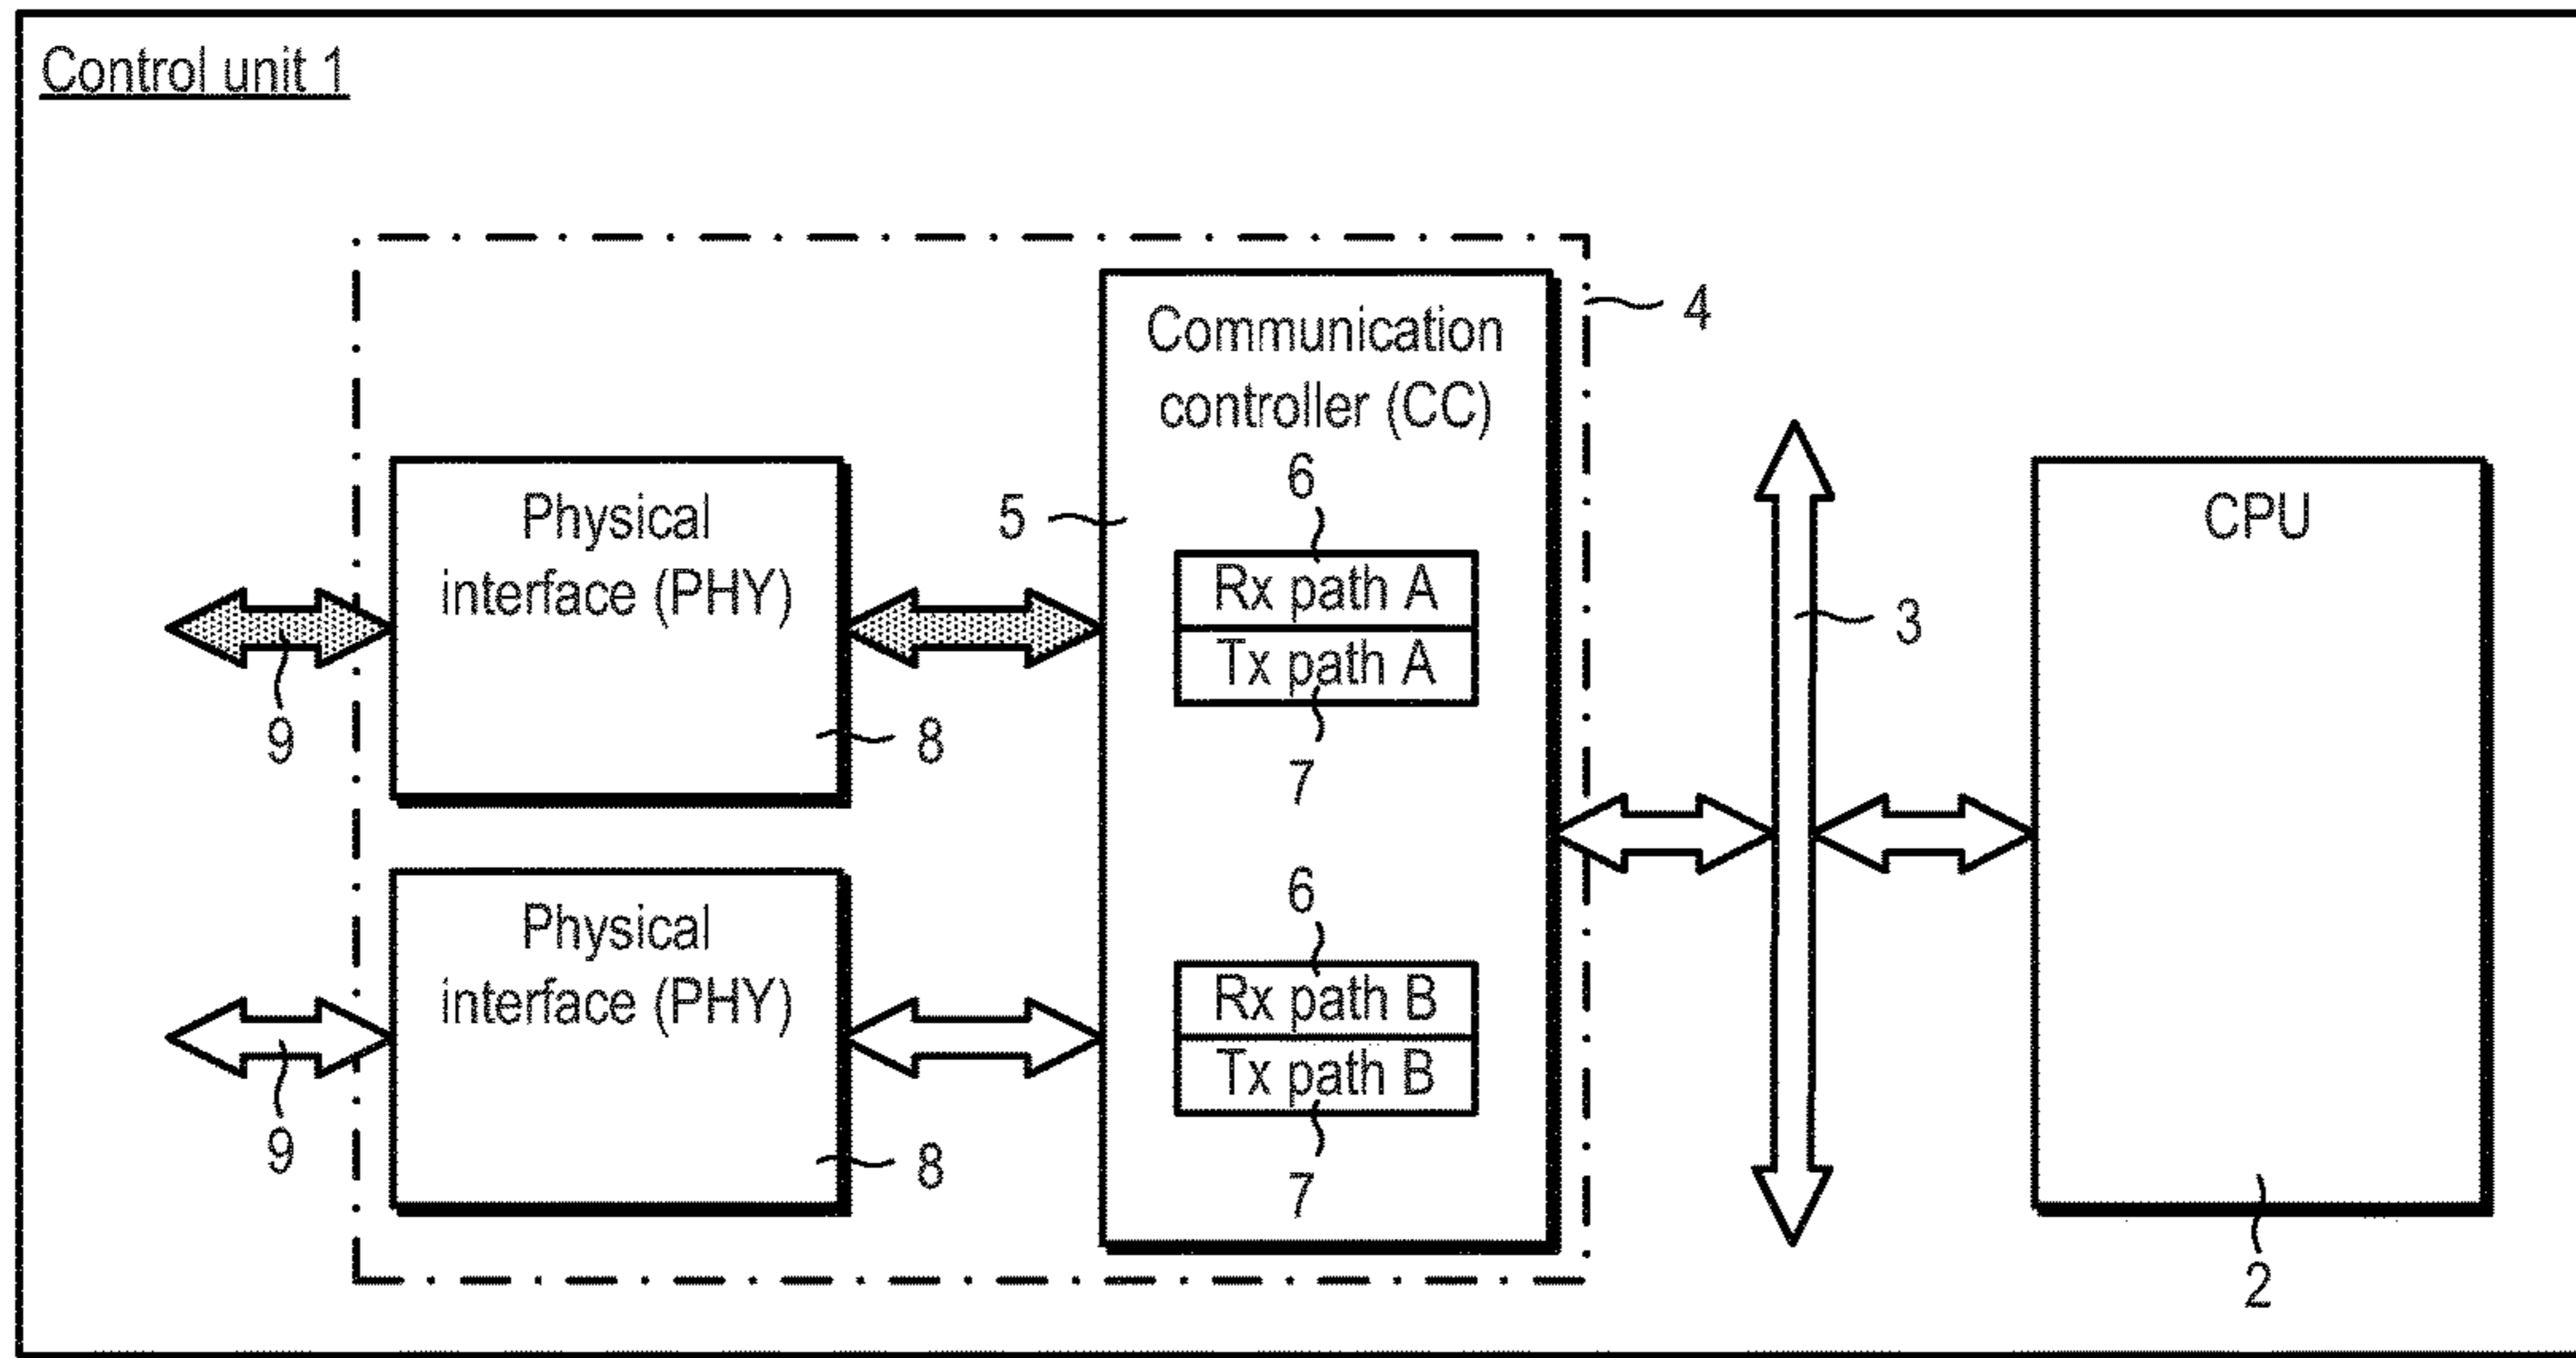 Control unit 1
4
Communication
controller (CC)
6
5
Physical
interface (PHY)
CPU
Rx path A
Tx path A
3
9
8
7
6
Physical
interface (PHY)
Rx path B
Tx path B
9
8
7
2